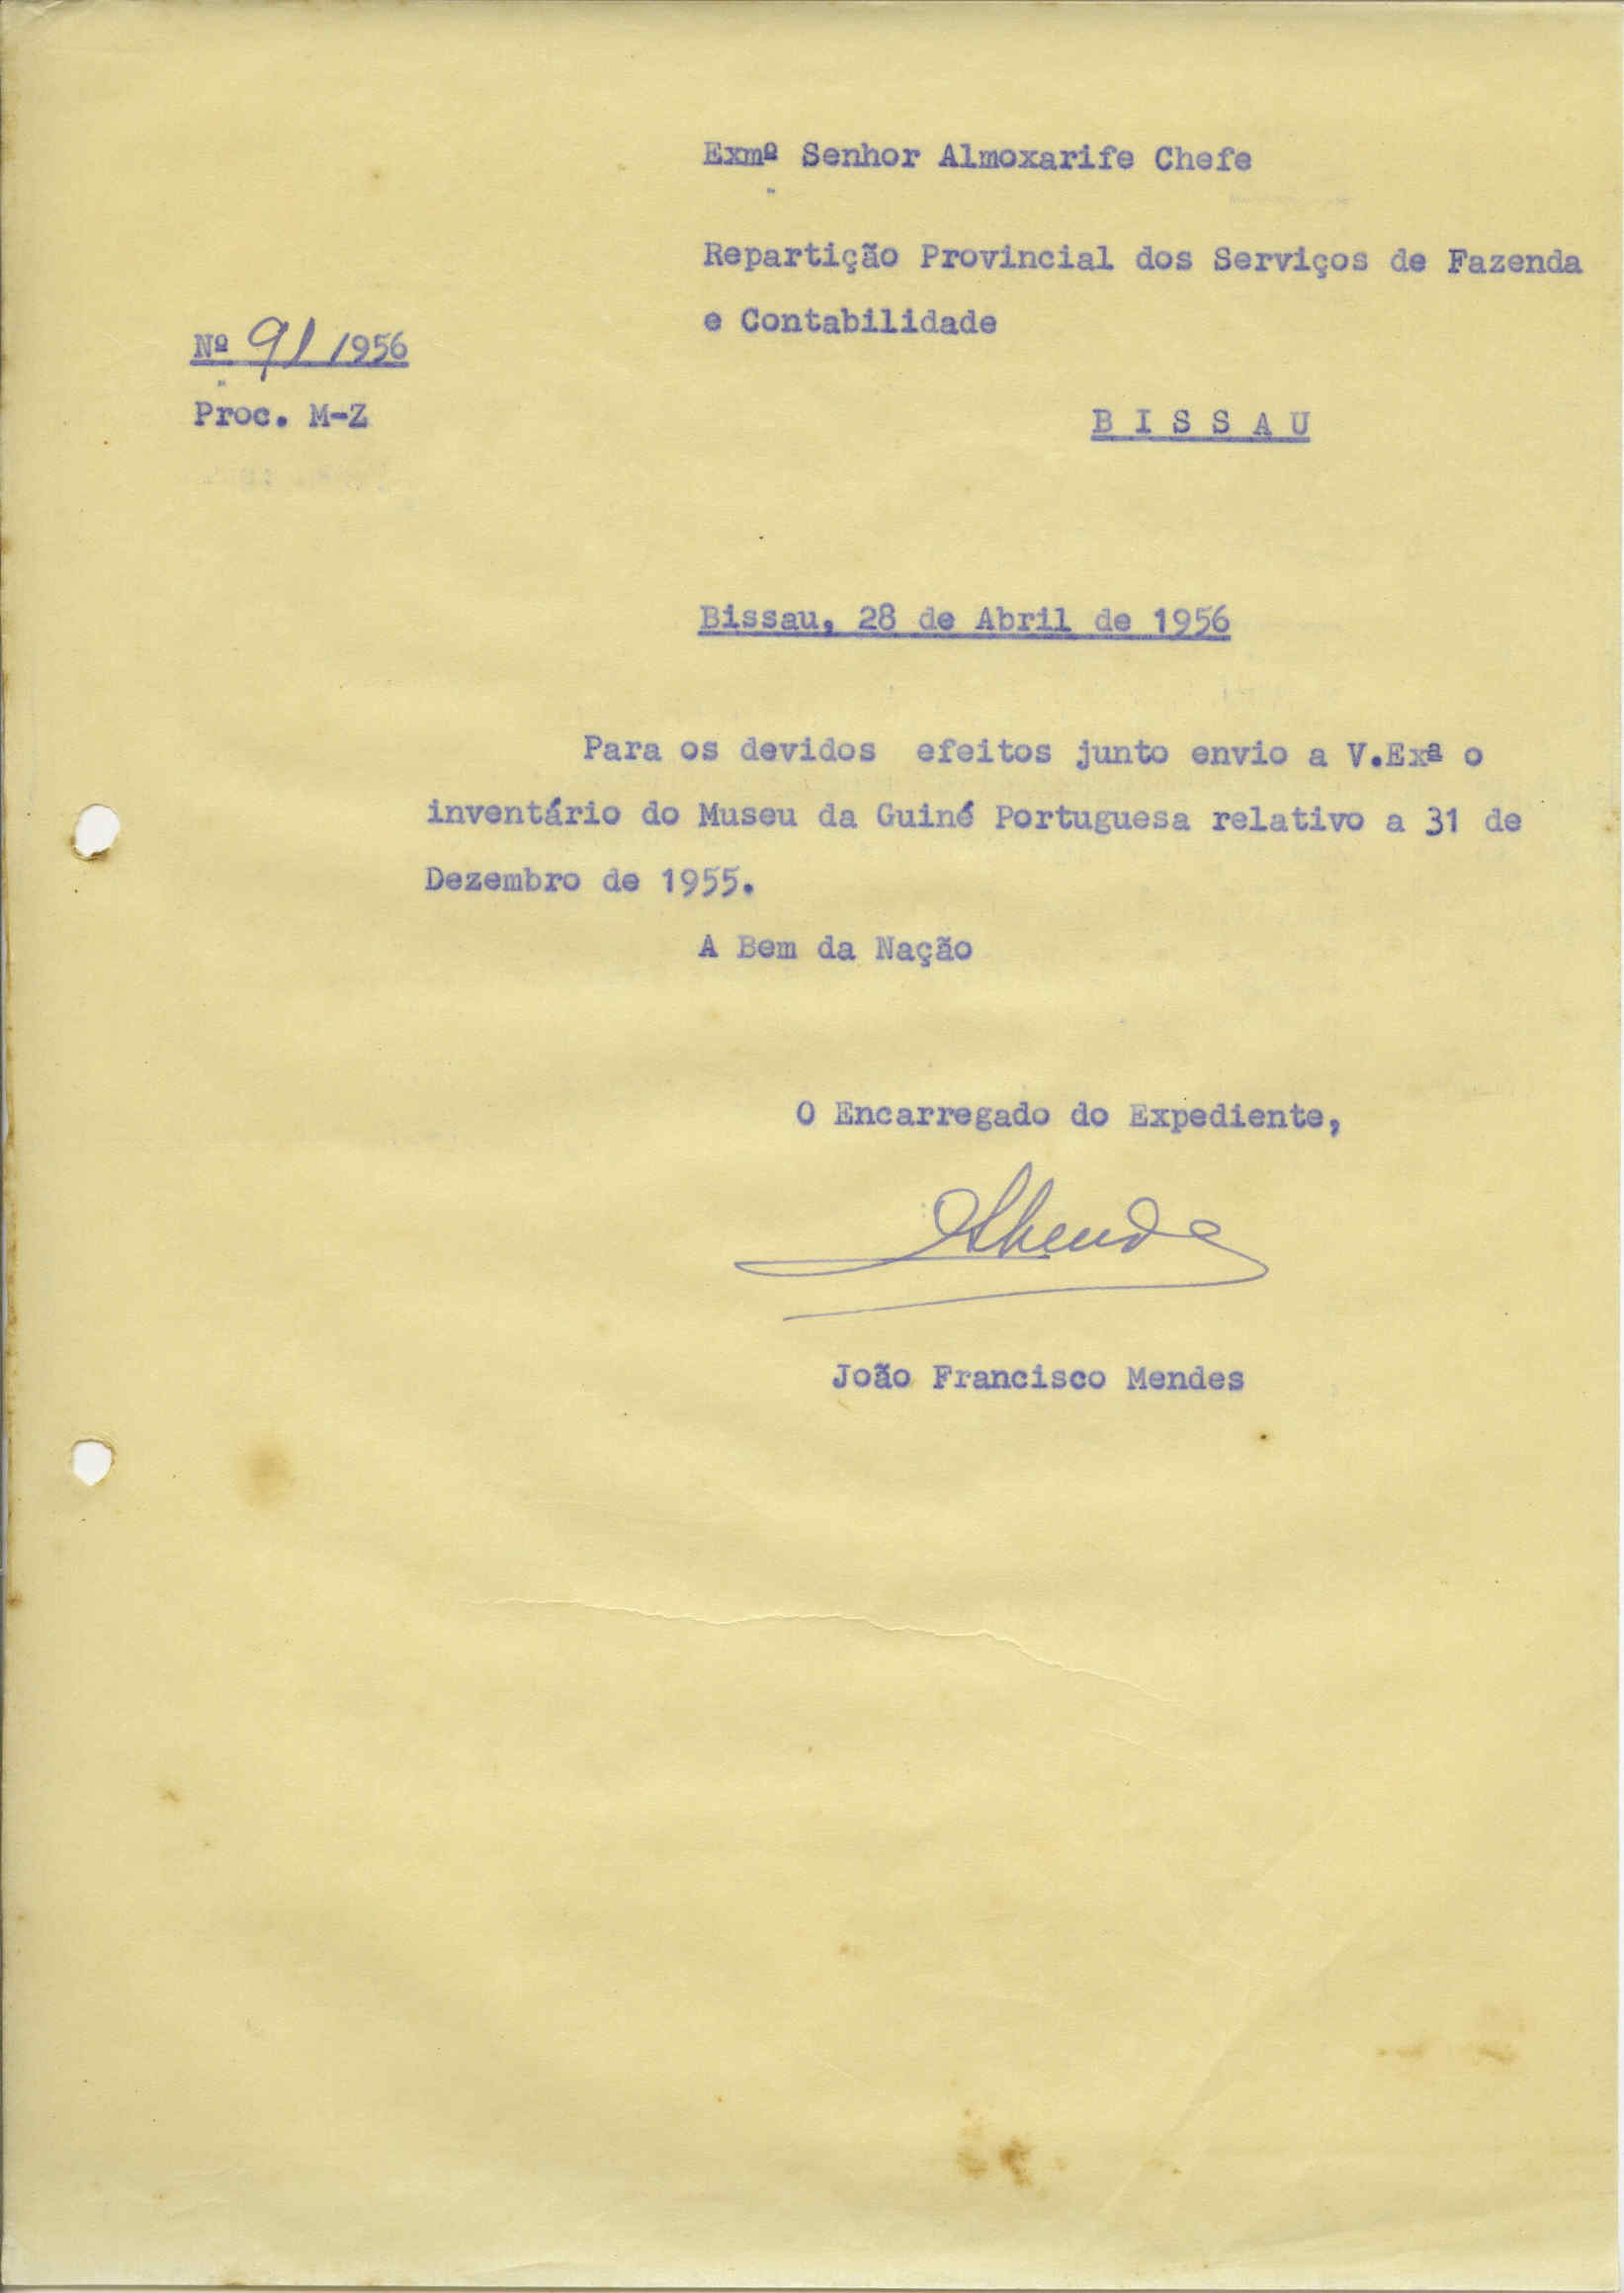 Exmº Senhor Almoxarife Chefe
Repartição Provincial dos Serviços de Fazenda
e Contabilidade
Nº 91/1956
Proc. M-Z
B I S S A U
Bissau, 28 de Abril de 1956
Para os devidos efeitos junto envio a V.Exª o
inventário do Museu da Guiné Portuguesa relativo a 31 de
Dezembro de 1955.
A Bem da Nação
O Encarregado do Expediente,
João Francisco Mendes